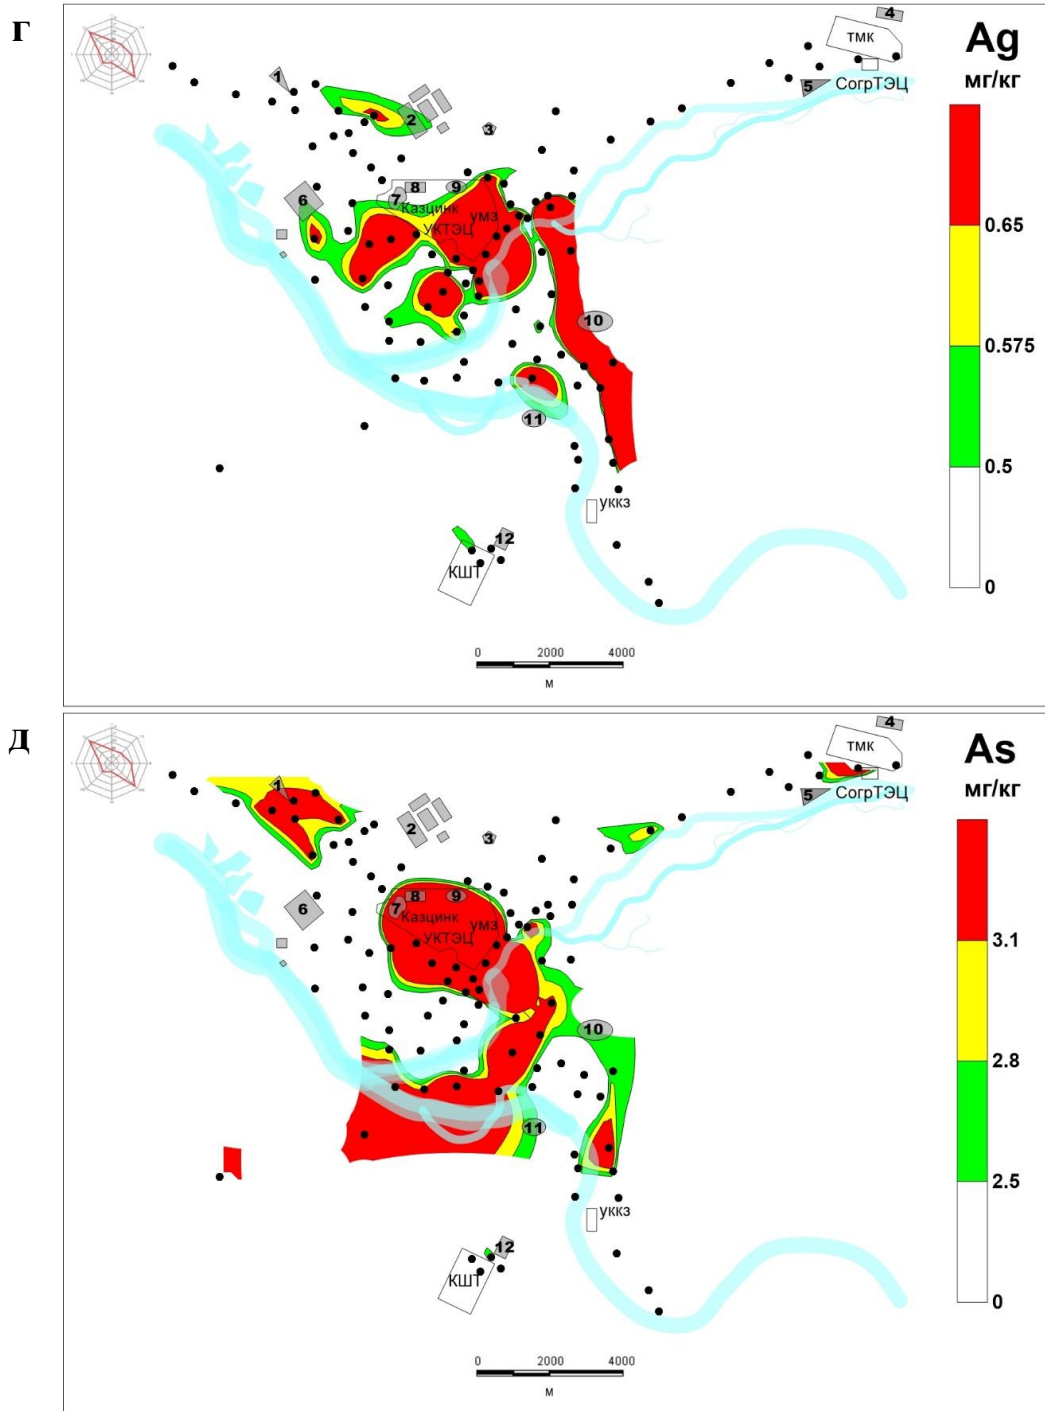 г
Ag
мг/кг
0.65
0.575
0.5
0
4
тмк
СогрТЭЦ
5
1
2
3
6
7
8
9
Казцинк
умз
УКТЭЦ
10
11
уккз
12
КШТ
0 2000 4000
м
д
As
мг/кг
3.1
2.8
2.5
0
4
тмк
СогрТЭЦ
5
1
2
3
6
7
8
9
Казцинк
умз
УКТЭЦ
10
11
уккз
12
КШТ
0 2000 4000
м